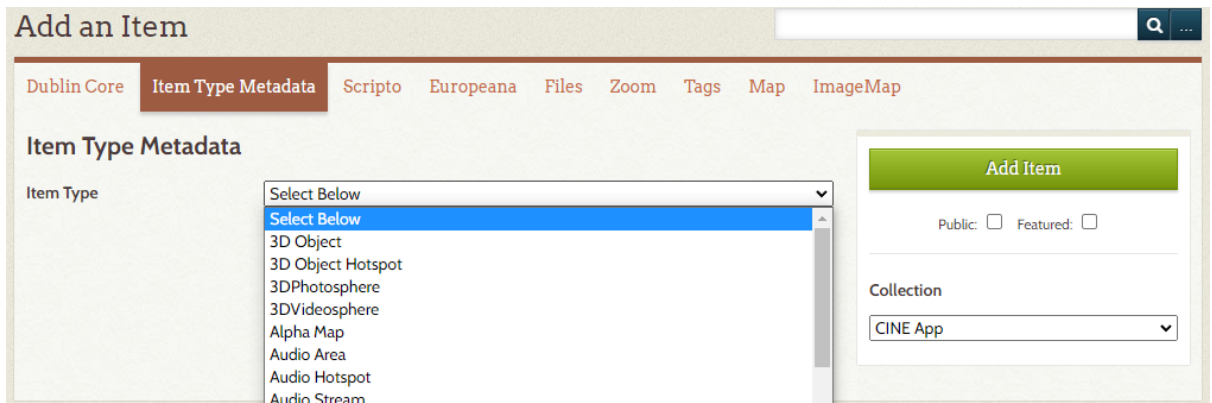 Add an Item
...
Dublin Core Item Type Metadata Scripto Europeana Files Zoom Tags Map ImageMap
Item Type Metadata
Item Type
Select Below
Select Below
3D Object
3D Object Hotspot
3DPhotosphere
3DVideosphere
Alpha Map
Audio Area
Audio Hotspot
Audio Stream
Add Item
Public: Featured:
Collection
CINE App